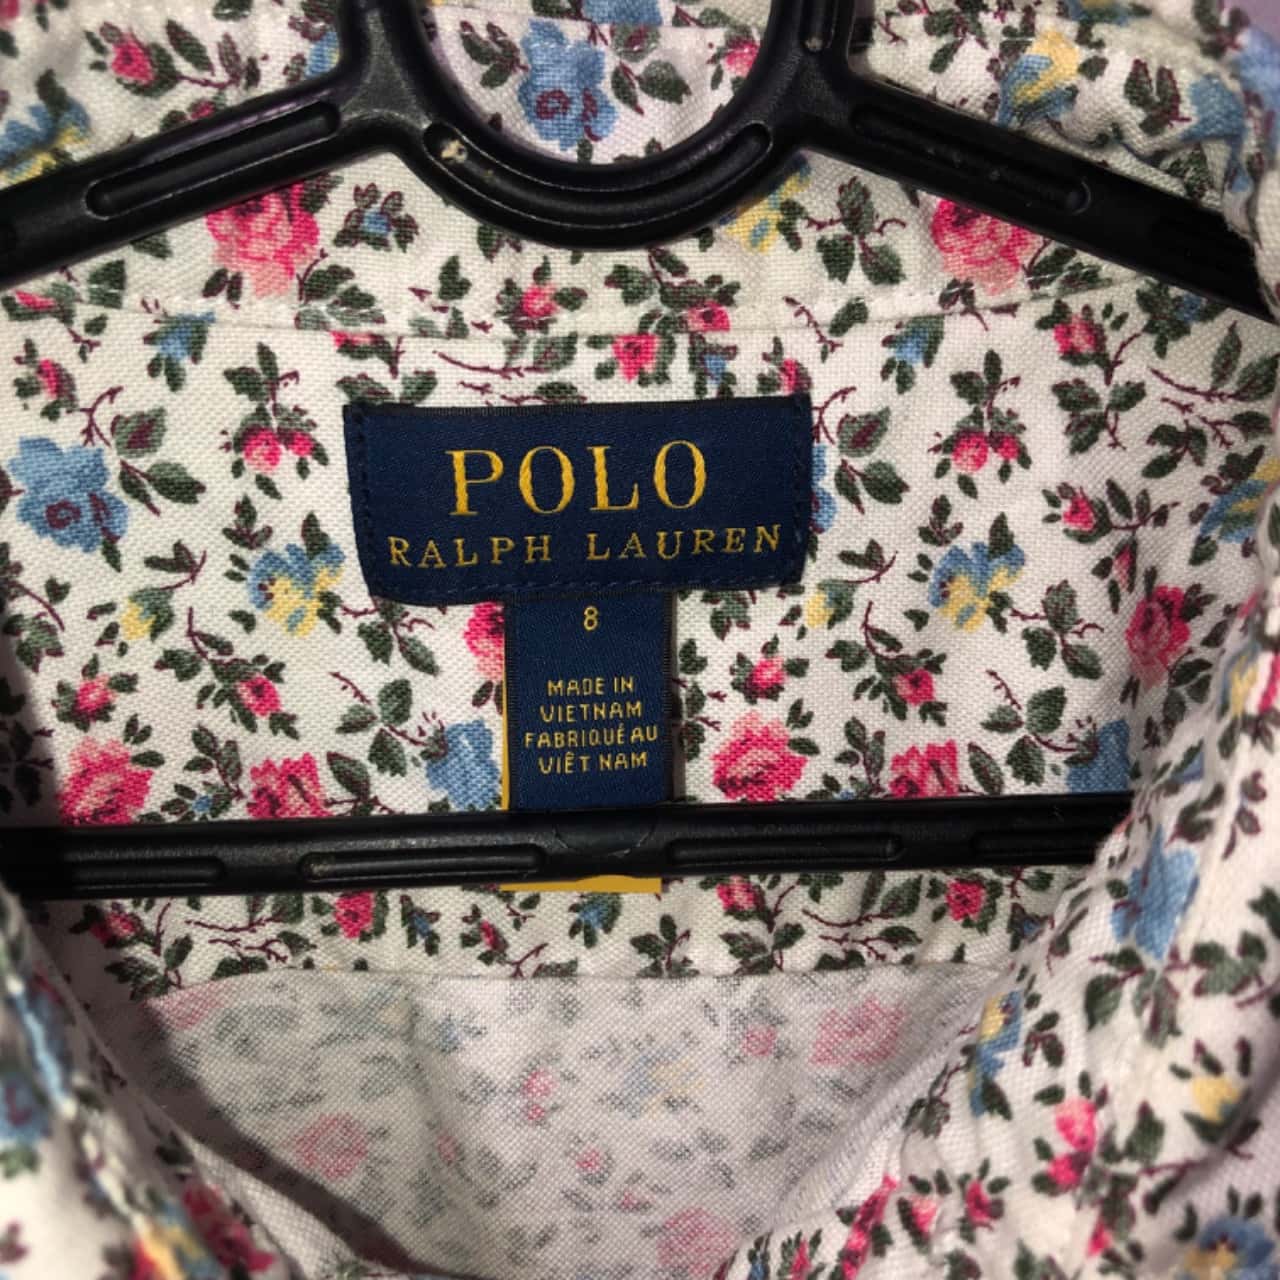 POLO
RALPH LAUREN
8
MADE IN
VIETNAM
FABRIQUÉ AU
VIÊT NAM